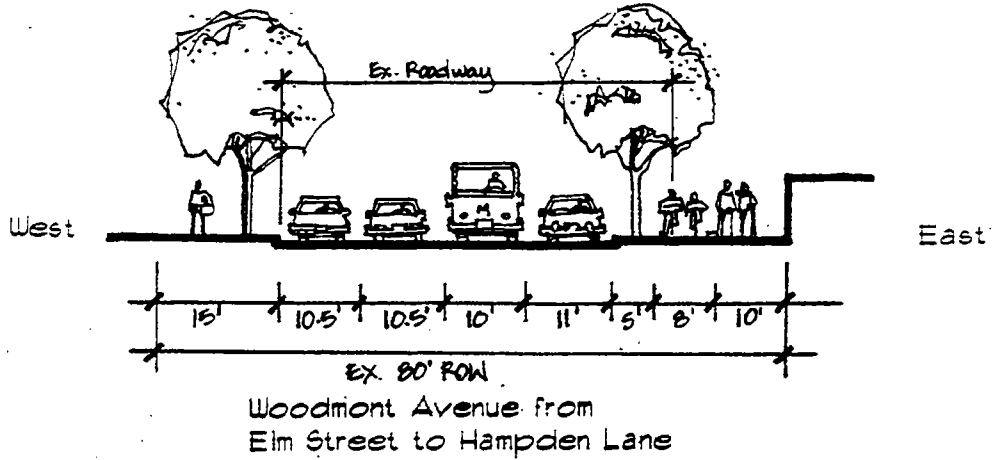 Ex. Roadway
M
West
East
15' 10.5' 10.5' 10' 11' 5' 8' 10'
EX. 80' ROW
Woodmont Avenue from
Elm Street to Hampden Lane